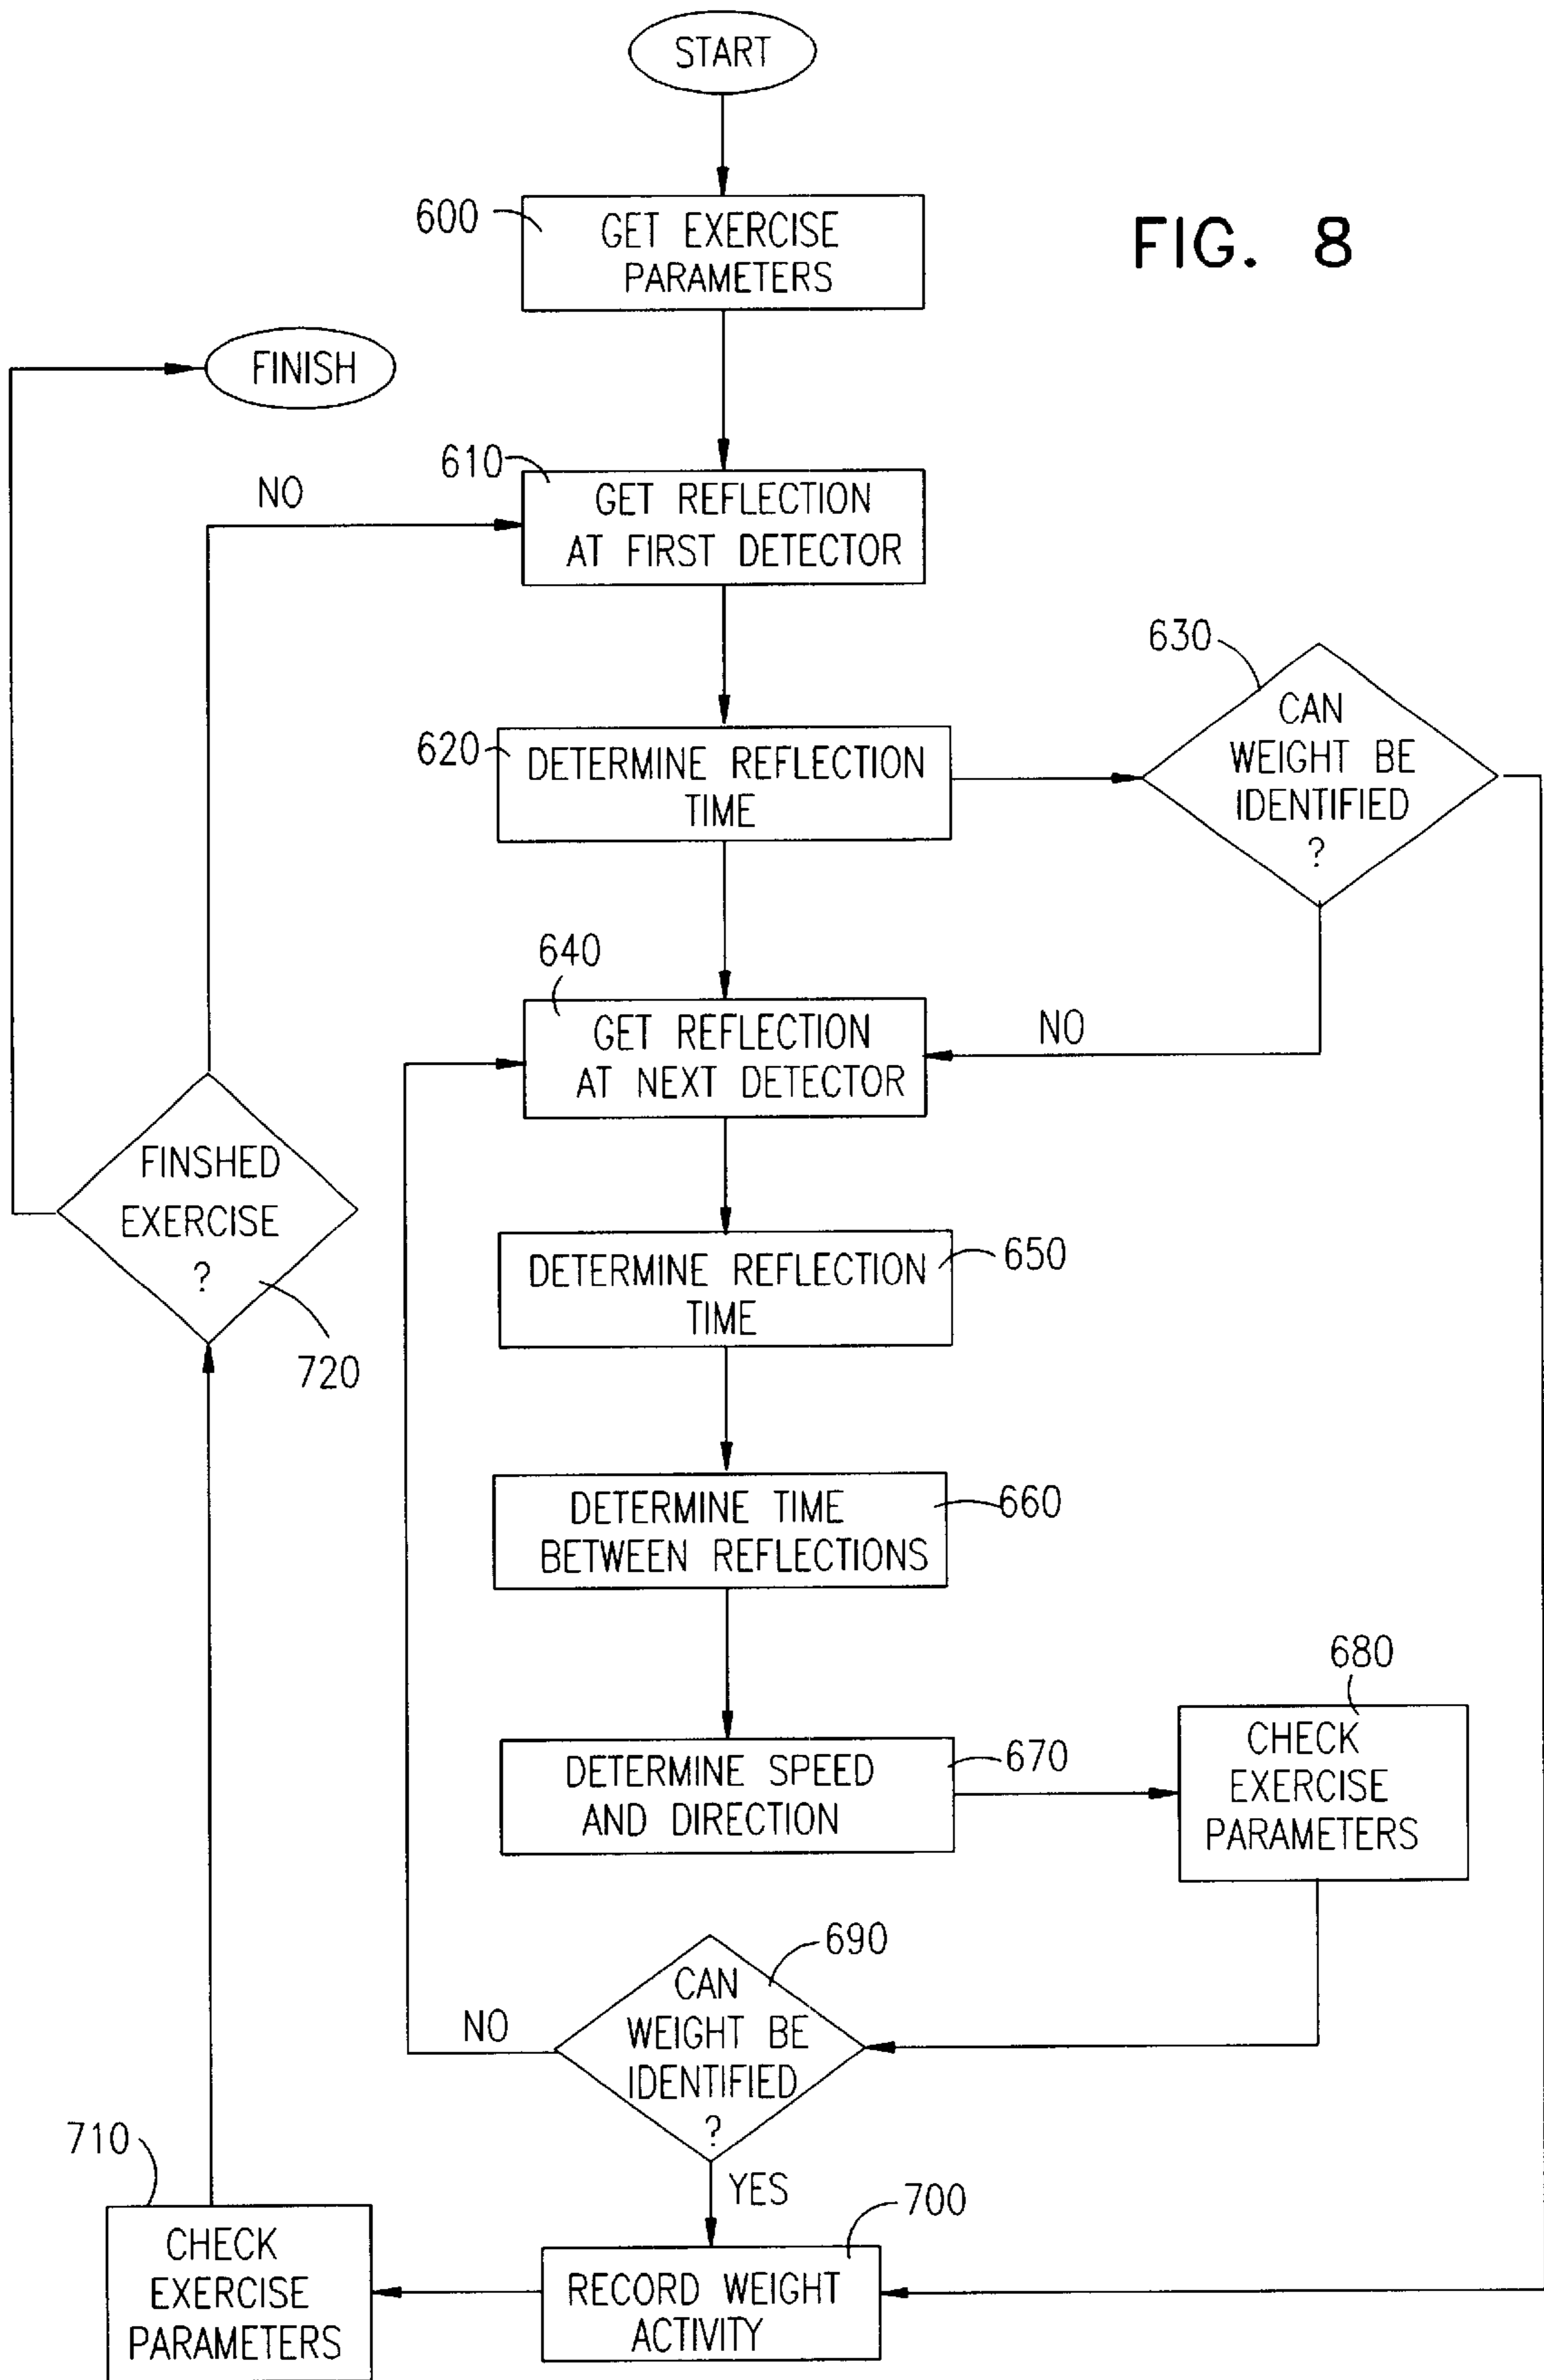 START
600
GET EXERCISE
PARAMETERS
FIG. 8
FINISH
610
NO
GET REFLECTION
AT FIRST DETECTOR
630
CAN
WEIGHT BE
IDENTIFIED
?
620
DETERMINE REFLECTION
TIME
640
GET REFLECTION
AT NEXT DETECTOR
NO
FINSHED
EXERCISE
?
720
650
DETERMINE REFLECTION
TIME
660
DETERMINE TIME
BETWEEN REFLECTIONS
670
DETERMINE SPEED
AND DIRECTION
680
CHECK
EXERCISE
PARAMETERS
690
CAN
WEIGHT BE
IDENTIFIED
?
NO
YES
700
RECORD WEIGHT
ACTIVITY
710
CHECK
EXERCISE
PARAMETERS